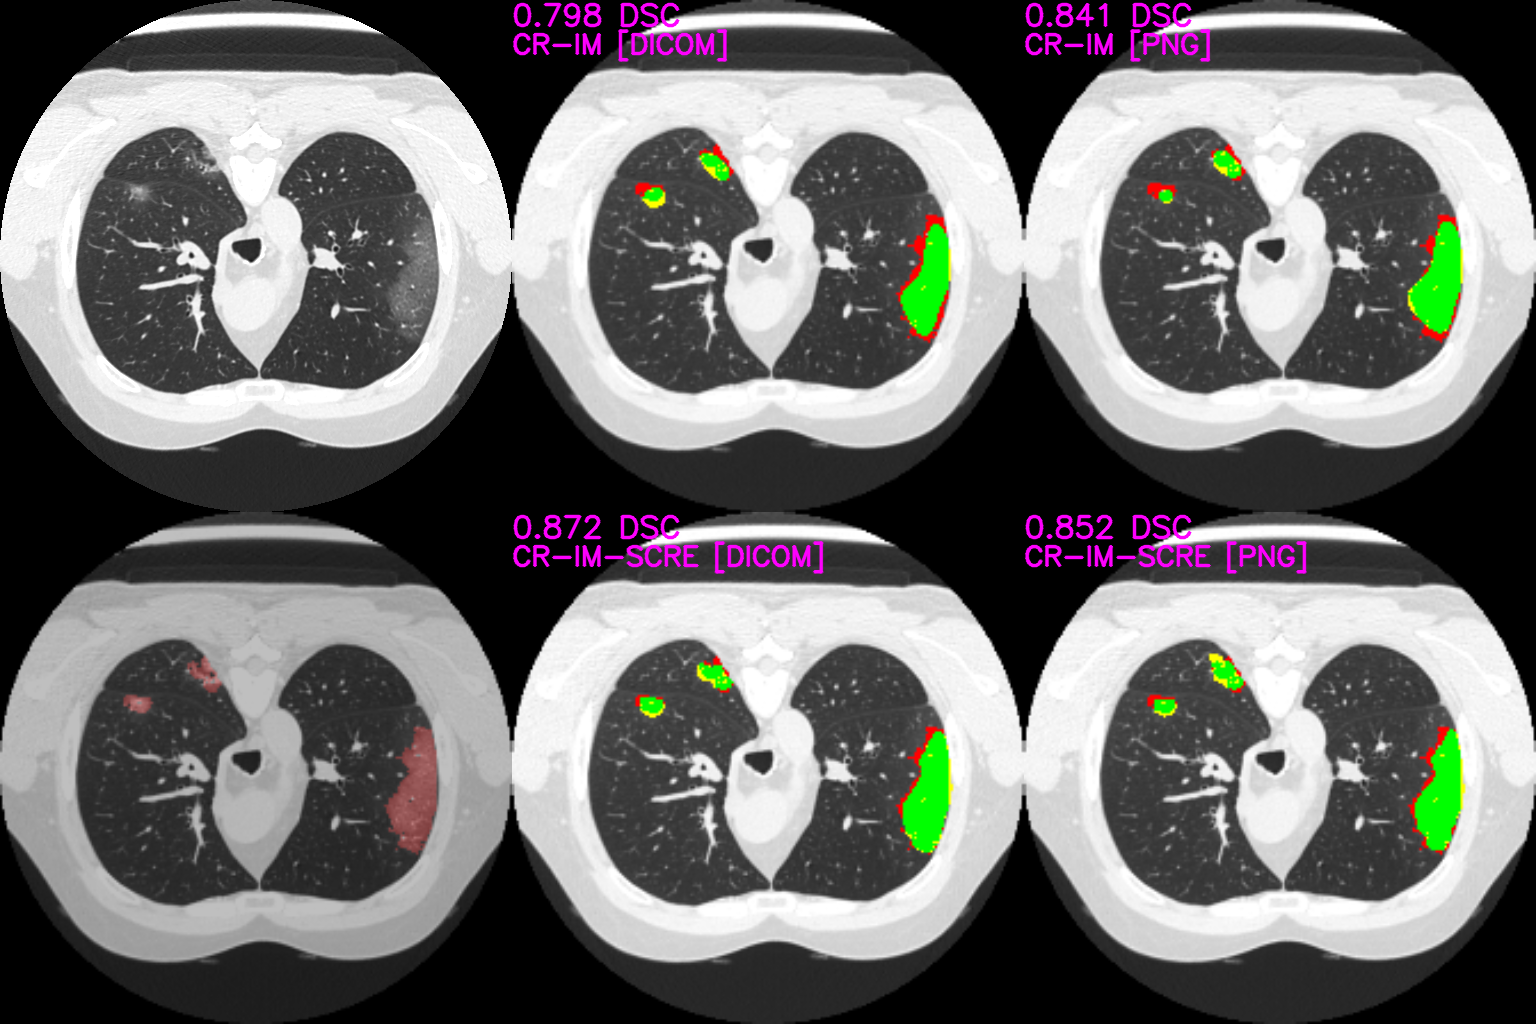 0.798 DSC
CR-IM [DICOM]
0.841 DSC
CR-IM [PNG]
0.872 DSC
CR-IM-SCRE [DICOM]
0.852 DSC
CR-IM-SCRE [PNG]